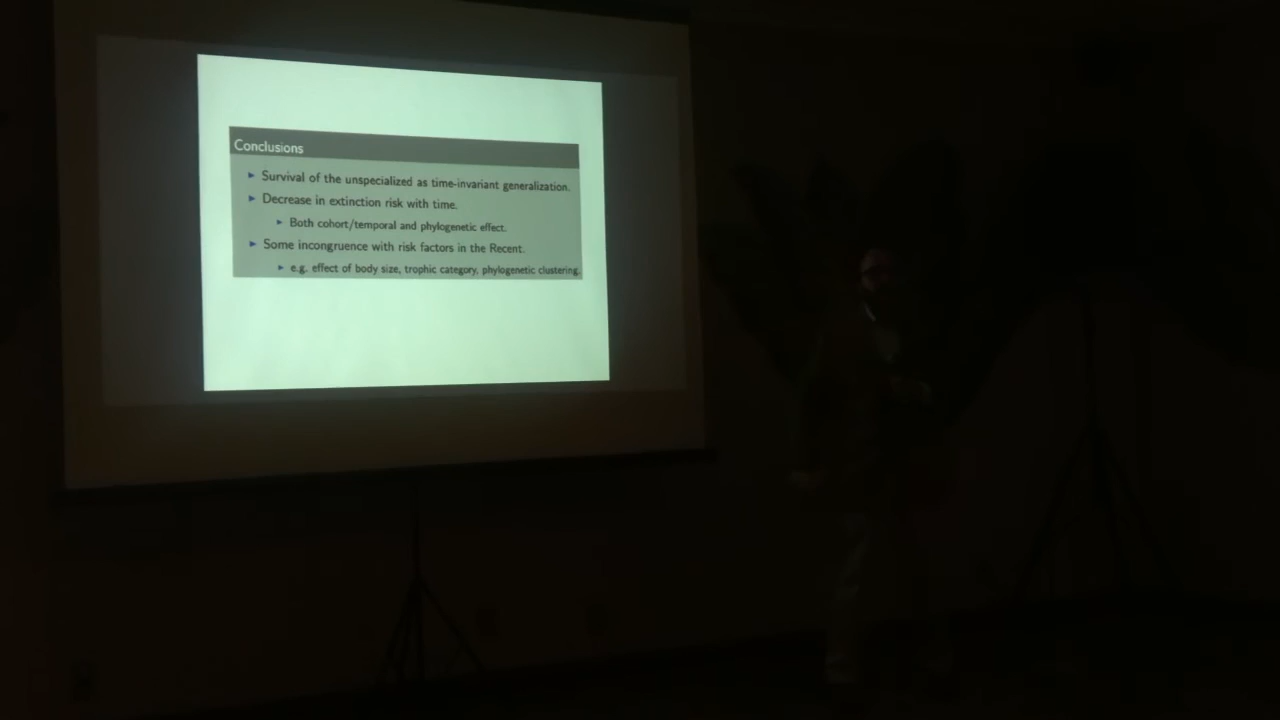 Conclusions
Survival of the unspecialized as time-invariant generalization.
Decrease in extinction risk with time.
Both cohort/temporal and phylogenetic effect.
Some incongruence with risk factors in the Recent.
e.g. effect of body size, trophic category, phylogenetic clustering.